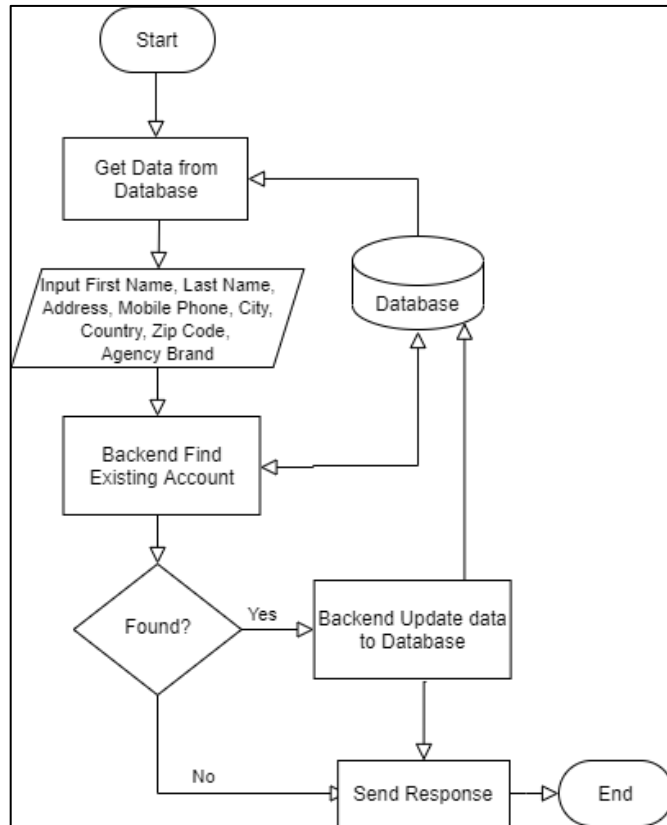 Start
Get Data from
Database
Input First Name, Last Name,
Address, Mobile Phone, City,
Country, Zip Code,
Agency Brand
Database
Backend Find
Existing Account
Found?
Yes
Backend Update data
to Database
No
Send Response
End